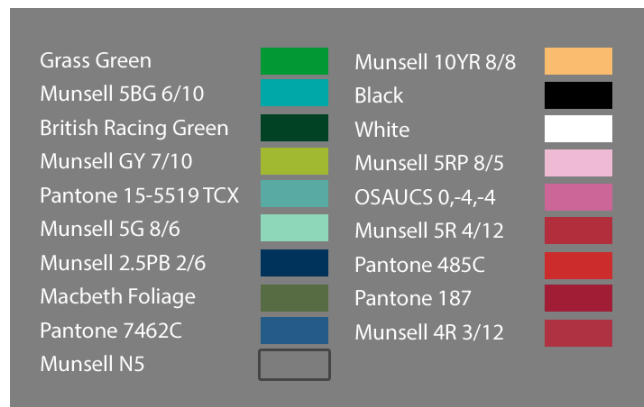 Grass Green
Munsell 5BG 6/10
British Racing Green
Munsell GY 7/10
Pantone 15-5519 TCX
Munsell 5G 8/6
Munsell 2.5PB 2/6
Macbeth Foliage
Pantone 7462C
Munsell N5
Munsell 10YR 8/8
Black
White
Munsell 5RP 8/5
OSAUCS 0,-4,-4
Munsell 5R 4/12
Pantone 485C
Pantone 187
Munsell 4R 3/12